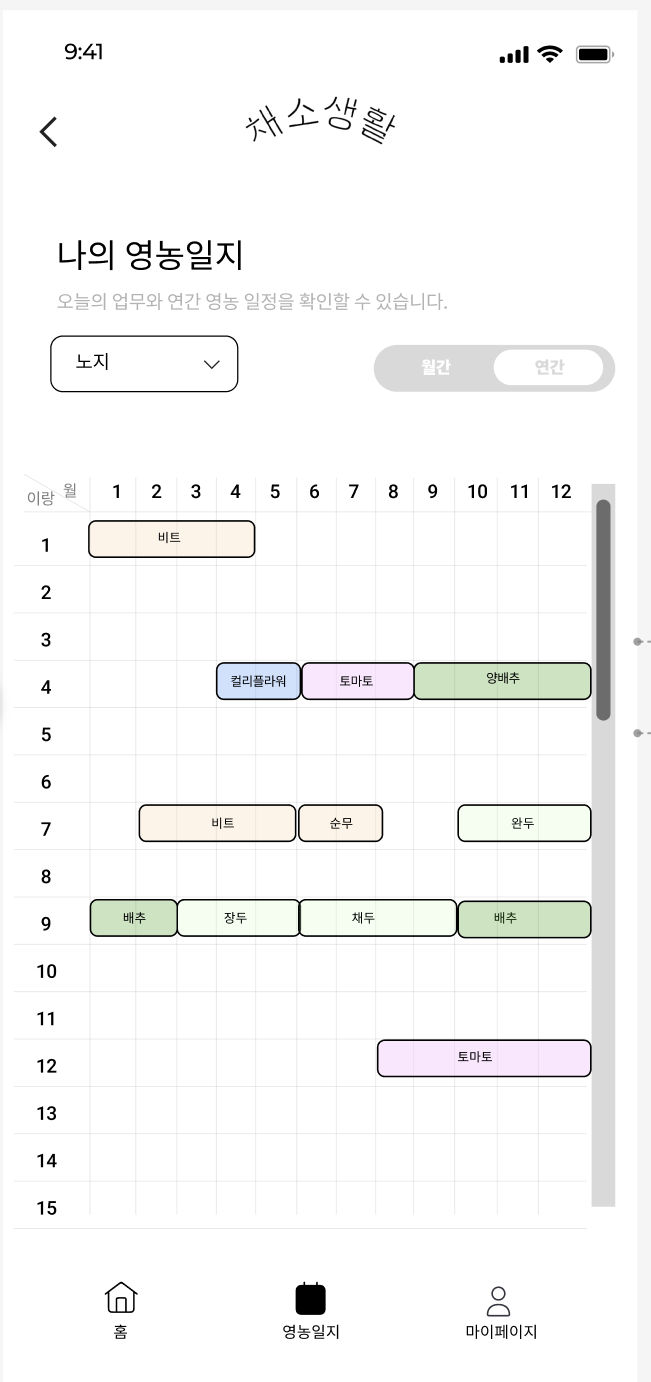 9:41
채소생활
나의 영농일지
오늘의 업무와 연간 영농 일정을 확인할 수 있습니다.
노지
월간 연간
이랑 월 1 2 3 4 5 6 7 8 9 10 11 12
1 비트
2
3
4 컬리플라워 토마토 양배추
5
6
7 비트 순무 완두
8
9 배추 장두 채두 배추
10
11
12 토마토
13
14
15
홈 영농일지 마이페이지